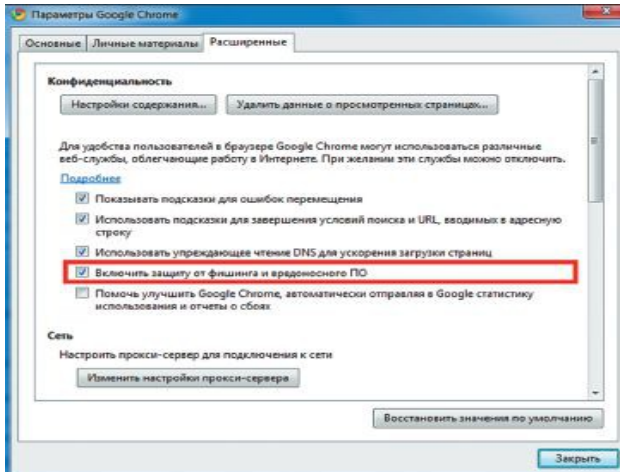 Параметры Google Chrome
Основные Личные материалы Расширенные
Конфиденциальность
Настройки содержания... Удалить данные о просмотренных страницах...
Для удобства пользователей в браузере Google Chrome могут использоваться различные
веб-службы, облегчающие работу в Интернете. При желании эти службы можно отключить.
Подробнее
Показывать подсказки для ошибок перемещения
Использовать подсказки для завершения условий поиска и URL, вводимых в адресную
строку
Использовать упреждающее чтение DNS для ускорения загрузки страниц
Включить защиту от фишинга и вредоносного ПО
Помочь улучшить Google Chrome, автоматически отправляя в Google статистику
использования и отчеты о сбоях
Сеть
Настроить прокси-сервер для подключения к сети
Изменить настройки прокси-сервера
Восстановить значения по умолчанию
Закрыть